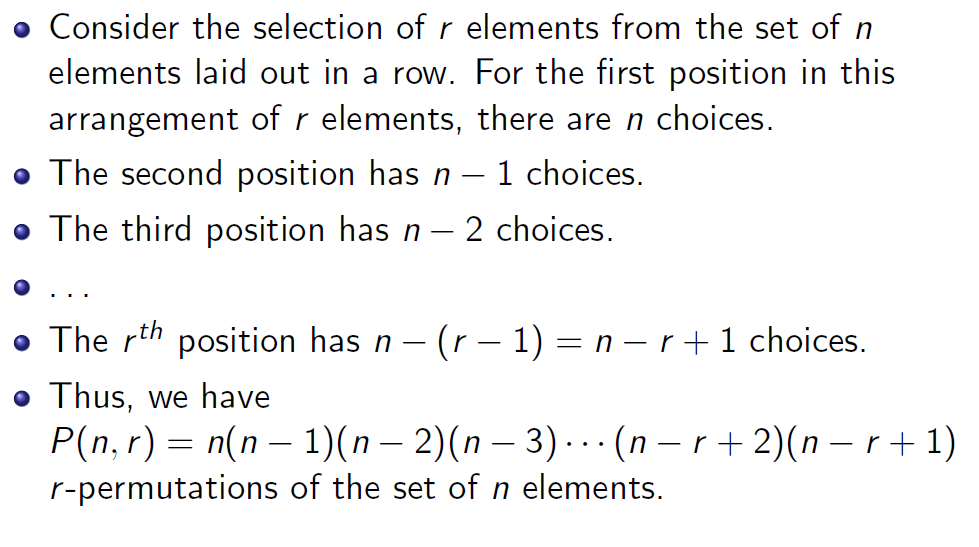 Consider the selection of r elements from the set of n
elements laid out in a row. For the first position in this
arrangement of r elements, there are n choices.
The second position has n − 1 choices.
The third position has n − 2 choices.
. . .
The r^th position has n − (r − 1) = n − r + 1 choices.
Thus, we have
P(n, r) = n(n − 1)(n − 2)(n − 3) · · · (n − r + 2)(n − r + 1)
r-permutations of the set of n elements.